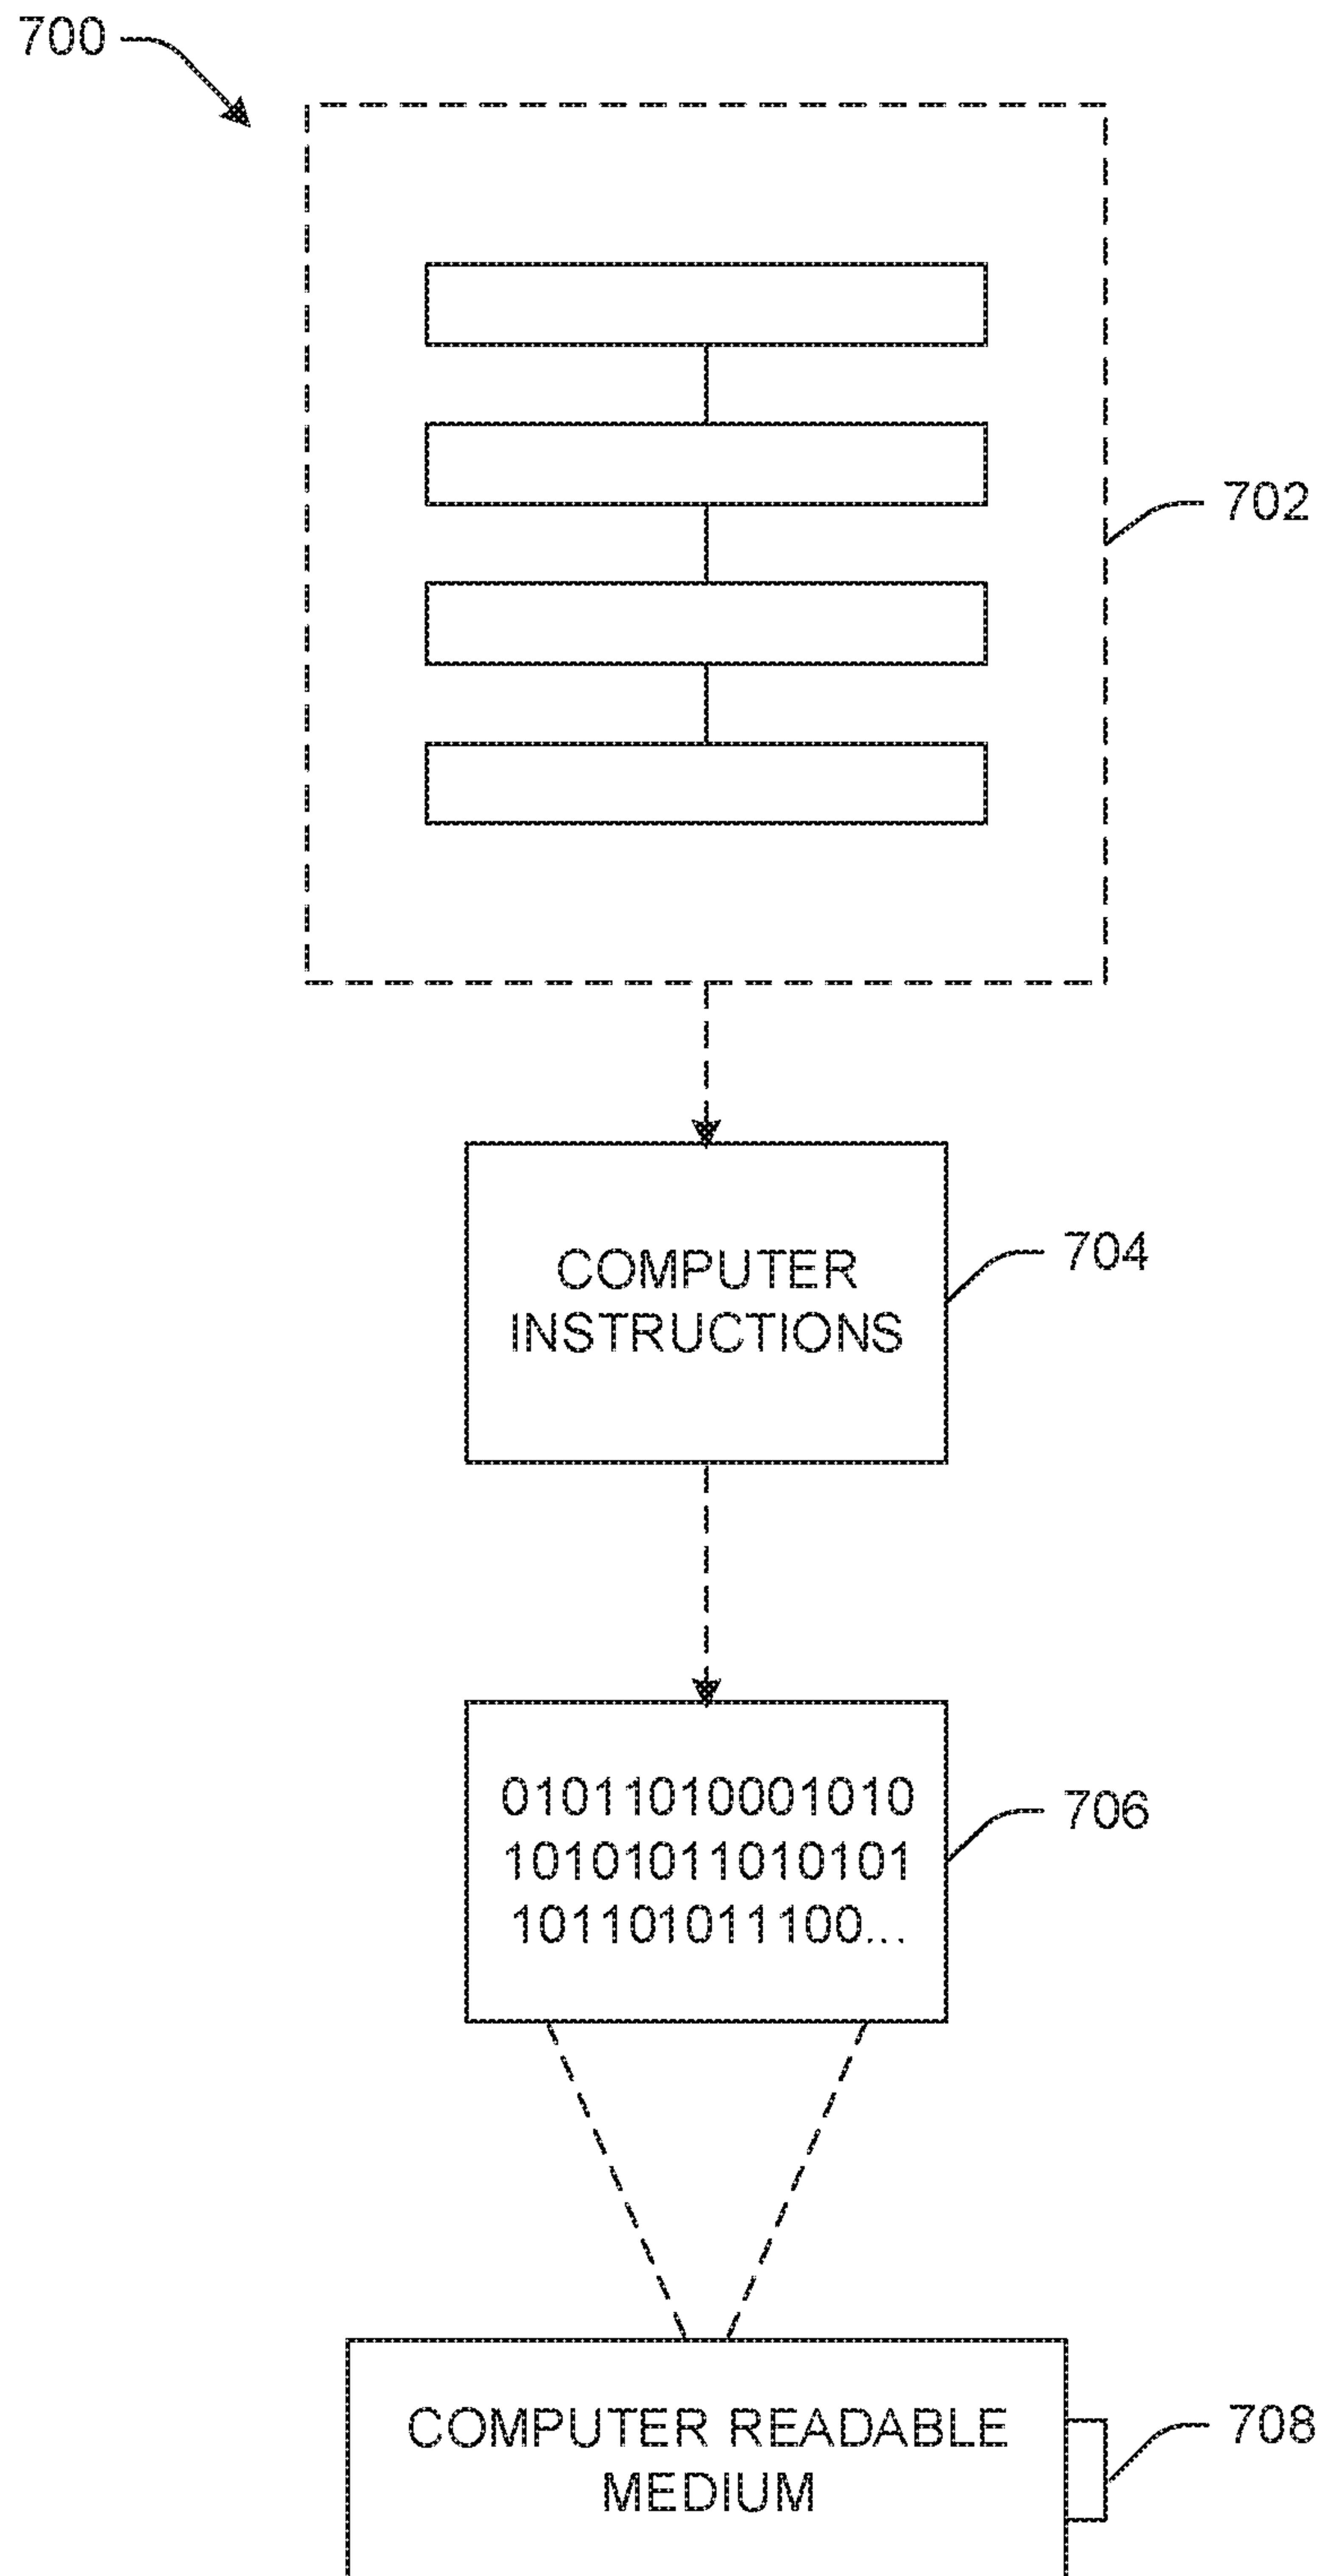 700
702
COMPUTER
INSTRUCTIONS
704
01011010001010
10101011010101
101101011100...
706
COMPUTER READABLE
MEDIUM
708